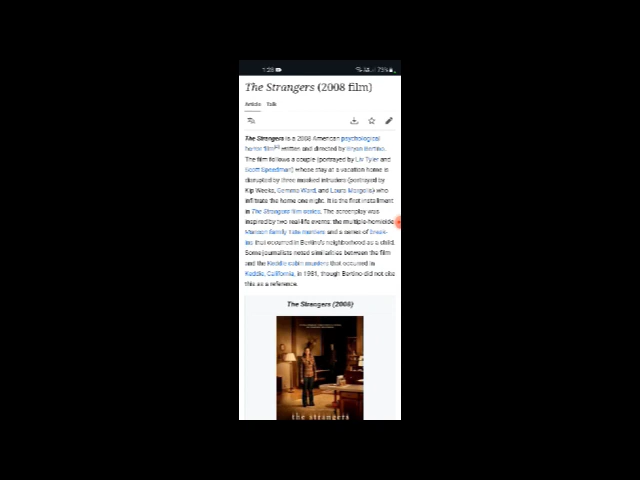 1:28
73%
The Strangers (2008 film)
Article Talk
The Strangers is a 2008 American psychological
horror film written and directed by Bryan Bertino.
The film follows a couple (portrayed by Liv Tyler and
Scott Speedman) whose stay at a vacation home is
disrupted by three masked intruders (portrayed by
Kip Weeks, Gemma Ward, and Laura Margolis) who
infiltrate the home one night. It is the first installment
in The Strangers film series. The screenplay was
inspired by two real-life events: the multiple-homicide
Manson family Tate murders and a series of break-
ins that occurred in Bertino's neighborhood as a child.
Some journalists noted similarities between the film
and the Keddie cabin murders that occurred in
Keddie, California, in 1981, though Bertino did not cite
this as a reference.
The Strangers (2008)
the strangers